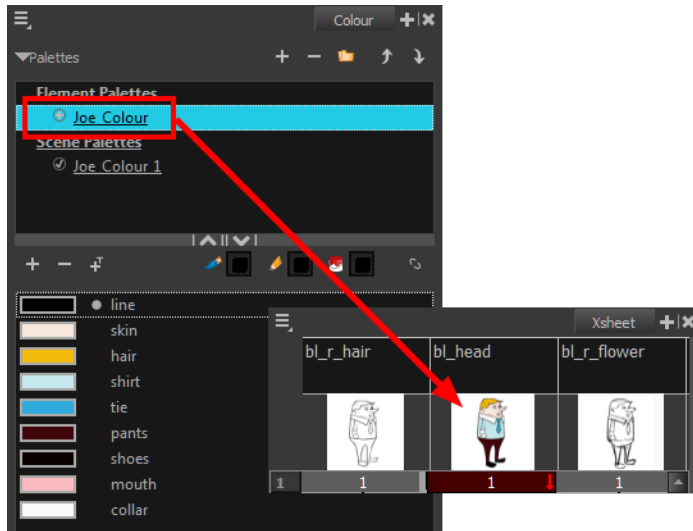 Colour
Palettes
Element Palettes
Joe Colour
Scene Palettes
Joe Colour 1
line
skin
hair
shirt
tie
pants
shoes
mouth
collar
Xsheet
bl_r_hair bl_head bl_r_flower
1 1 1 1